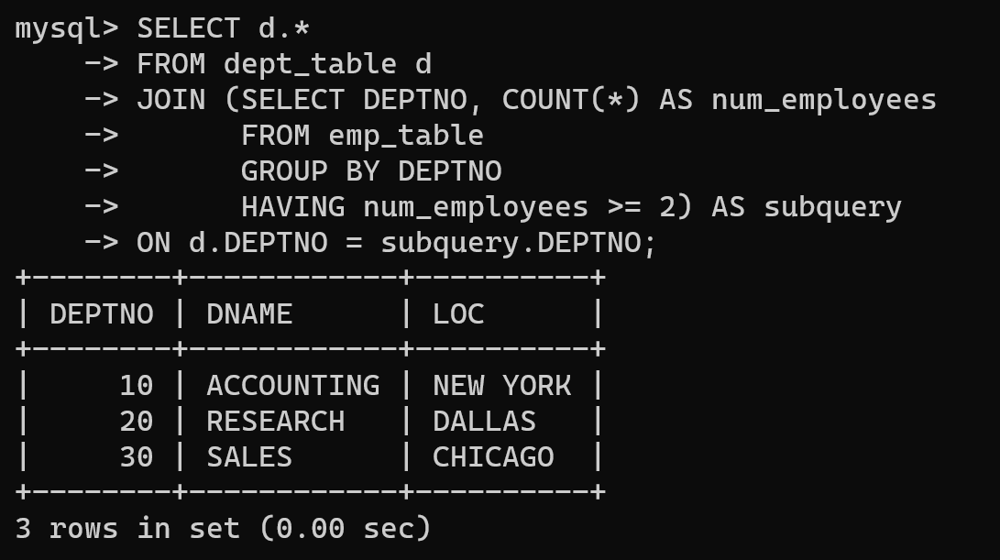 mysql> SELECT d.*
    -> FROM dept_table d
    -> JOIN (SELECT DEPTNO, COUNT(*) AS num_employees
    ->       FROM emp_table
    ->       GROUP BY DEPTNO
    ->       HAVING num_employees >= 2) AS subquery
    -> ON d.DEPTNO = subquery.DEPTNO;
+--------+------------+----------+
| DEPTNO | DNAME      | LOC      |
+--------+------------+----------+
|     10 | ACCOUNTING | NEW YORK |
|     20 | RESEARCH   | DALLAS   |
|     30 | SALES      | CHICAGO  |
+--------+------------+----------+
3 rows in set (0.00 sec)